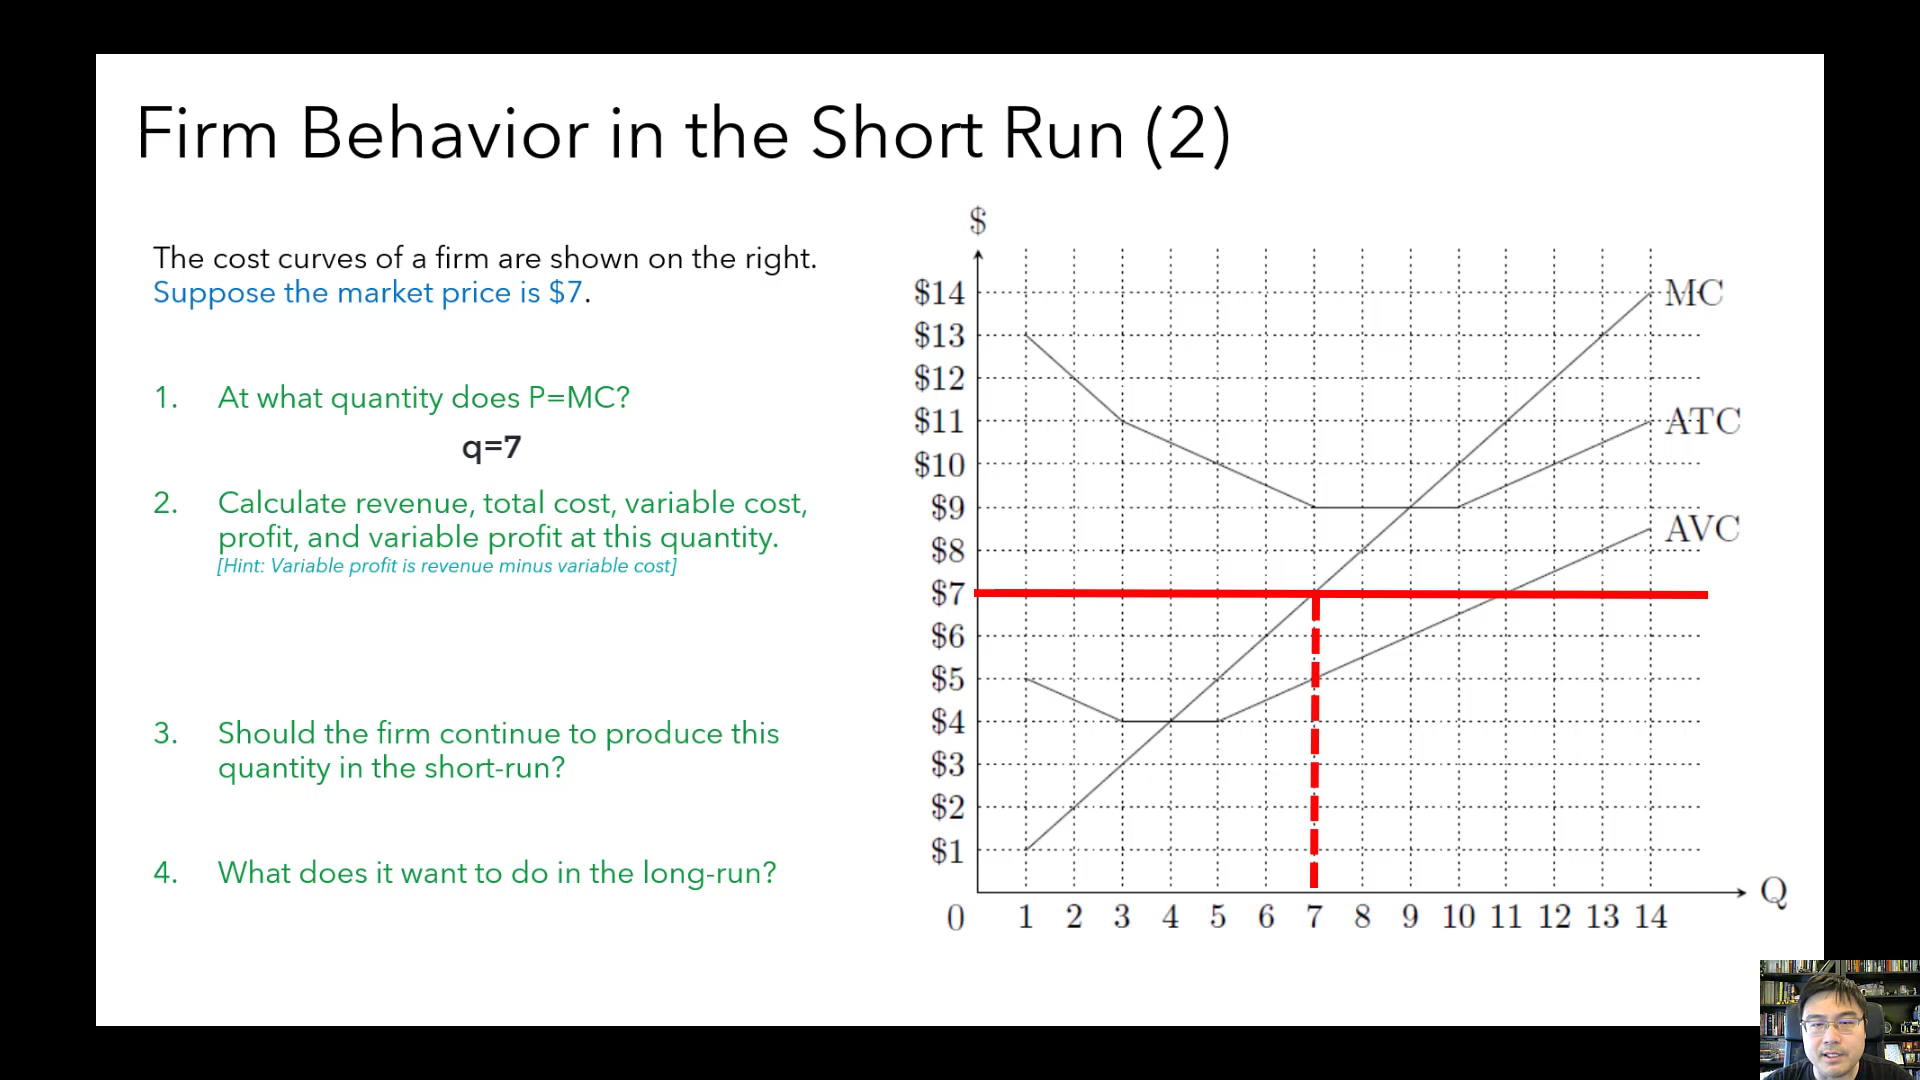 Firm Behavior in the Short Run (2)
The cost curves of a firm are shown on the right.
Suppose the market price is $7.
1. At what quantity does P=MC?
q=7
2. Calculate revenue, total cost, variable cost,
profit, and variable profit at this quantity.
[Hint: Variable profit is revenue minus variable cost]
3. Should the firm continue to produce this
quantity in the short-run?
4. What does it want to do in the long-run?
$
$14
$13
$12
$11
$10
$9
$8
$7
$6
$5
$4
$3
$2
$1
MC
ATC
AVC
0 1 2 3 4 5 6 7 8 9 10 11 12 13 14
Q